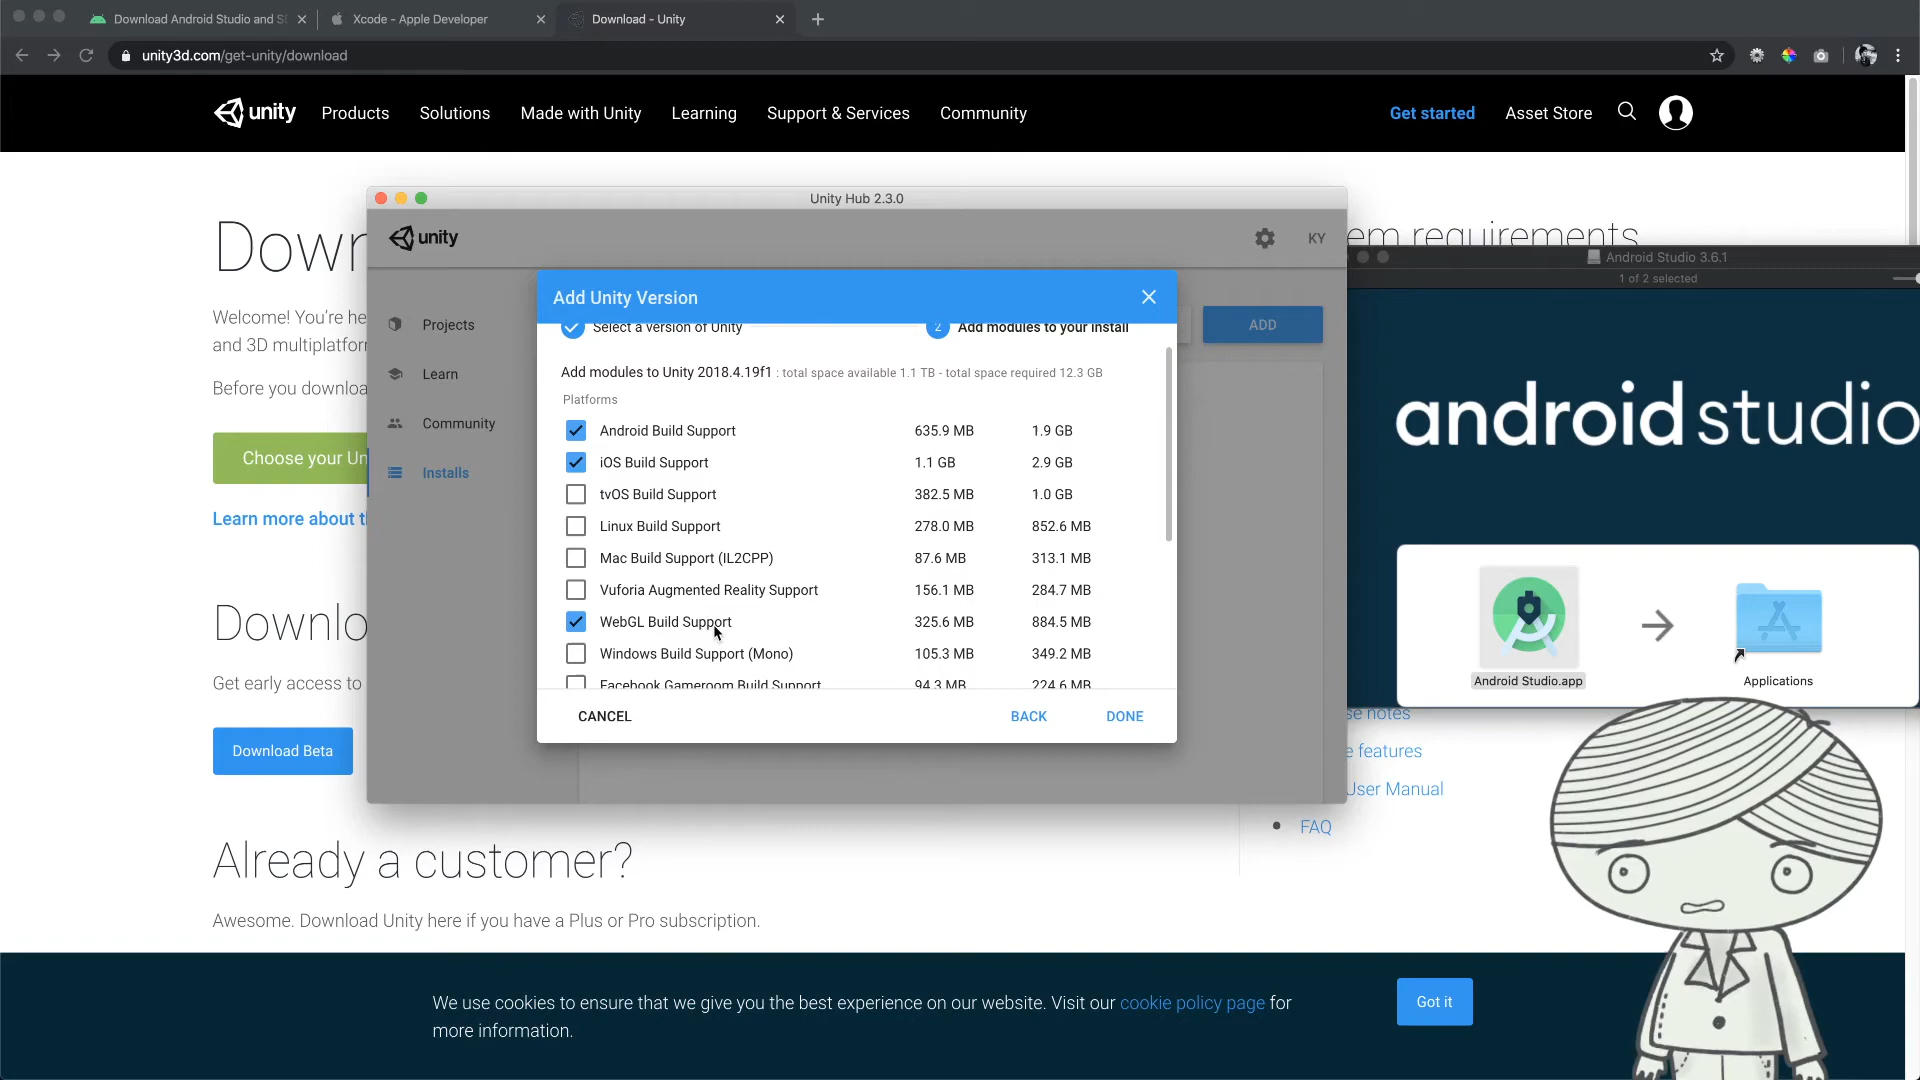 Download Android Studio and S
Xcode - Apple Developer
Download - Unity
unity3d.com/get-unity/download
unity
Products
Solutions
Made with Unity
Learning
Support & Services
Community
Get started
Asset Store
Down
Welcome! You're he
and 3D multiplatfor
Before you downloa
Choose your Un
Learn more about t
Downlo
Get early access to
Download Beta
Already a customer?
Awesome. Download Unity here if you have a Plus or Pro subscription.
em requirements
se notes
e features
User Manual
FAQ
Unity Hub 2.3.0
unity
KY
Projects
Learn
Community
Installs
ADD
Add Unity Version
Select a version of Unity
2 Add modules to your install
Add modules to Unity 2018.4.19f1 : total space available 1.1 TB - total space required 12.3 GB
Platforms
Android Build Support 635.9 MB 1.9 GB
iOS Build Support 1.1 GB 2.9 GB
tvOS Build Support 382.5 MB 1.0 GB
Linux Build Support 278.0 MB 852.6 MB
Mac Build Support (IL2CPP) 87.6 MB 313.1 MB
Vuforia Augmented Reality Support 156.1 MB 284.7 MB
WebGL Build Support 325.6 MB 884.5 MB
Windows Build Support (Mono) 105.3 MB 349.2 MB
Facebook Gameroom Build Support 94.3 MB 224.6 MB
CANCEL
BACK
DONE
Android Studio 3.6.1
1 of 2 selected
android studio
Android Studio.app
Applications
We use cookies to ensure that we give you the best experience on our website. Visit our cookie policy page for
more information.
Got it